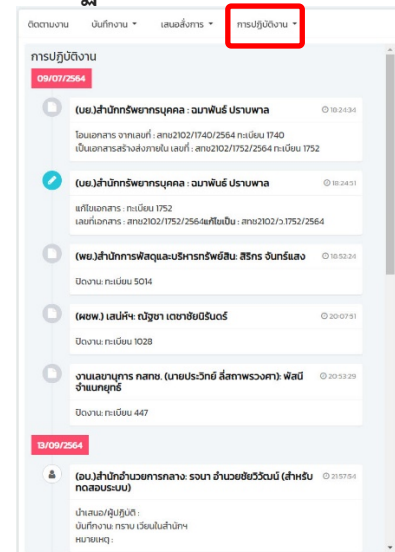 ติดตามงาน บันทึกงาน เสนอสั่งการ การปฏิบัติงาน
การปฏิบัติงาน
09/07/2564
(บย.)สำนักทรัพยากรบุคคล : ฉมาพันธ์ ปราบพาล 18:24:34
โอนเอกสาร จากเลขที่ : สทช2102/1740/2564 ทะเบียน 1740
เป็นเอกสารสร้างส่งภายใน เลขที่ : สทช2102/1752/2564 ทะเบียน 1752
(บย.)สำนักทรัพยากรบุคคล : ฉมาพันธ์ ปราบพาล 18:24:51
แก้ไขเอกสาร : ทะเบียน 1752
เลขที่เอกสาร : สทช2102/1752/2564แก้ไขเป็น : สทช2102/ว.1752/2564
(พย.)สำนักการพัสดุและบริหารทรัพย์สิน: สิริกร จันทร์แสง 18:52:24
ปิดงาน: ทะเบียน 5014
(ผชพ.) เสน่ห์ฯ: ณัฐชา เตชาชัยนิรันดร์ 20:07:51
ปิดงาน: ทะเบียน 1028
งานเลขานุการ กสทช. (นายประวิทย์ ลี่สถาพรวงศา): พัสนี 20:53:29
จำแนกยุทธ์
ปิดงาน: ทะเบียน 447
13/09/2564
(อบ.)สำนักอำนวยการกลาง: รจนา อำนวยชัยวิวัฒน์ (สำหรับ 21:57:54
ทดสอบระบบ)
นำเสนอ/ผู้ปฏิบัติ :
บันทึกงาน: ทราบ เวียนในสำนักฯ
หมายเหตุ :